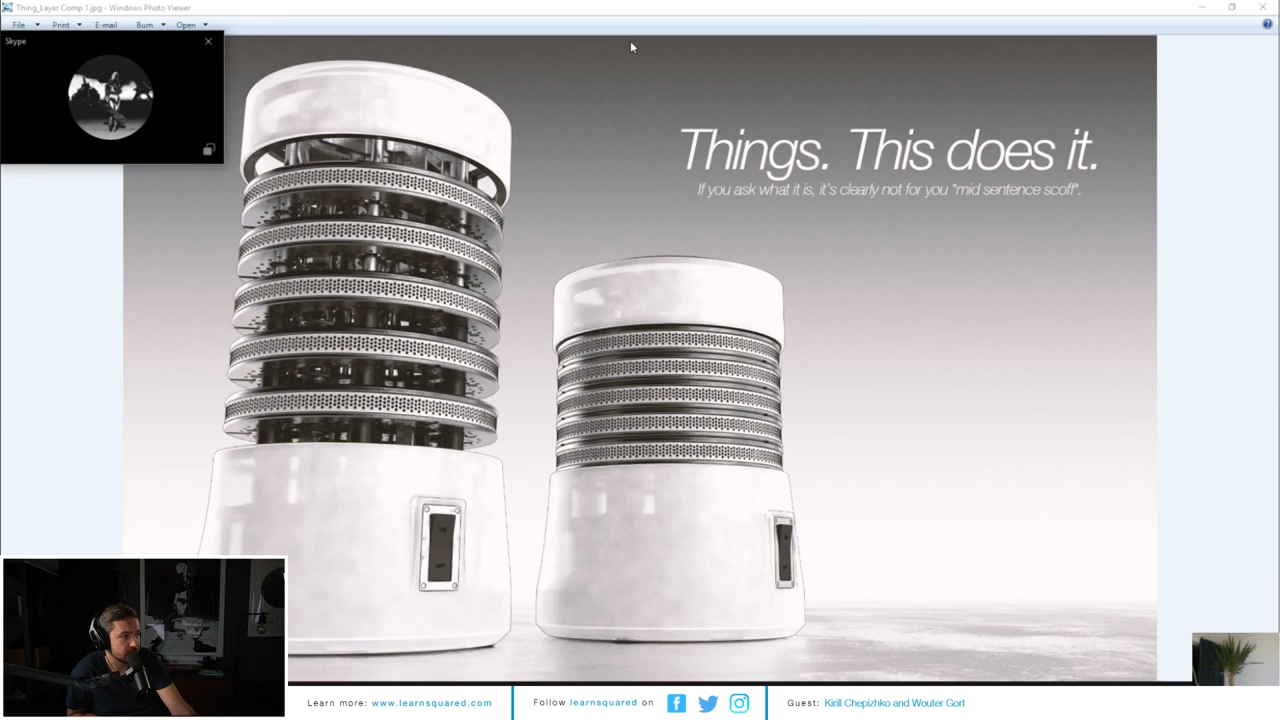 Thing_Layer Comp 1.jpg - Windows Photo Viewer
File Print E-mail Burn Open
Skype
Things. This does it.
If you ask what it is, it's clearly not for you "mid sentence scoff".
OFF
Learn more: www.learnsquared.com
Follow learnsquared on
Guest: Kirill Chepizhko and Wouter Gort